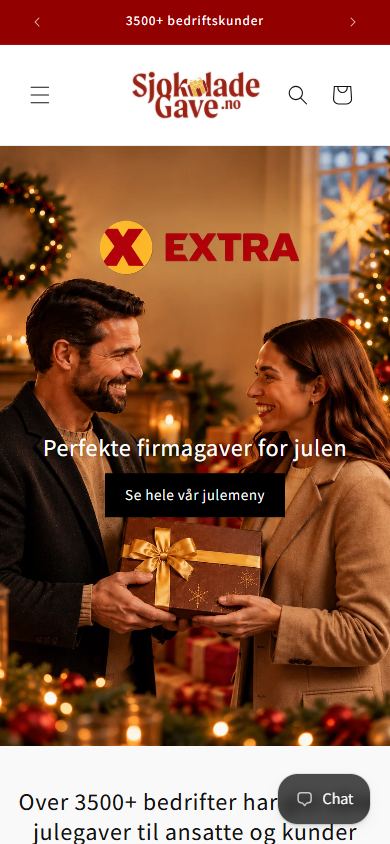 3500+ bedriftskunder
Sjokolade
Gave.no
X EXTRA
Perfekte firmagaver for julen
Se hele vår julemeny
Over 3500+ bedrifter har
julegaver til ansatte og kunder
Chat